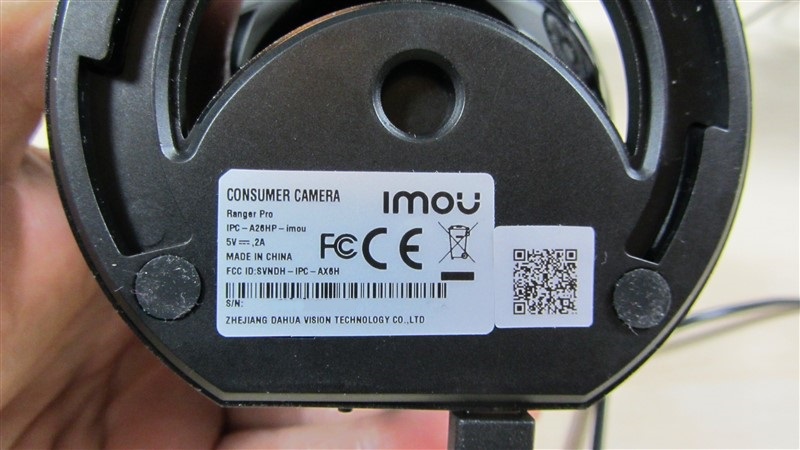 CONSUMER CAMERA
imou
Ranger Pro
IPC-A26HP-imou
5V⎓,2A
FC CE
MADE IN CHINA
FCC ID:SVNDH-IPC-AX6H
S/N:
ZHEJIANG DAHUA VISION TECHNOLOGY CO.,LTD